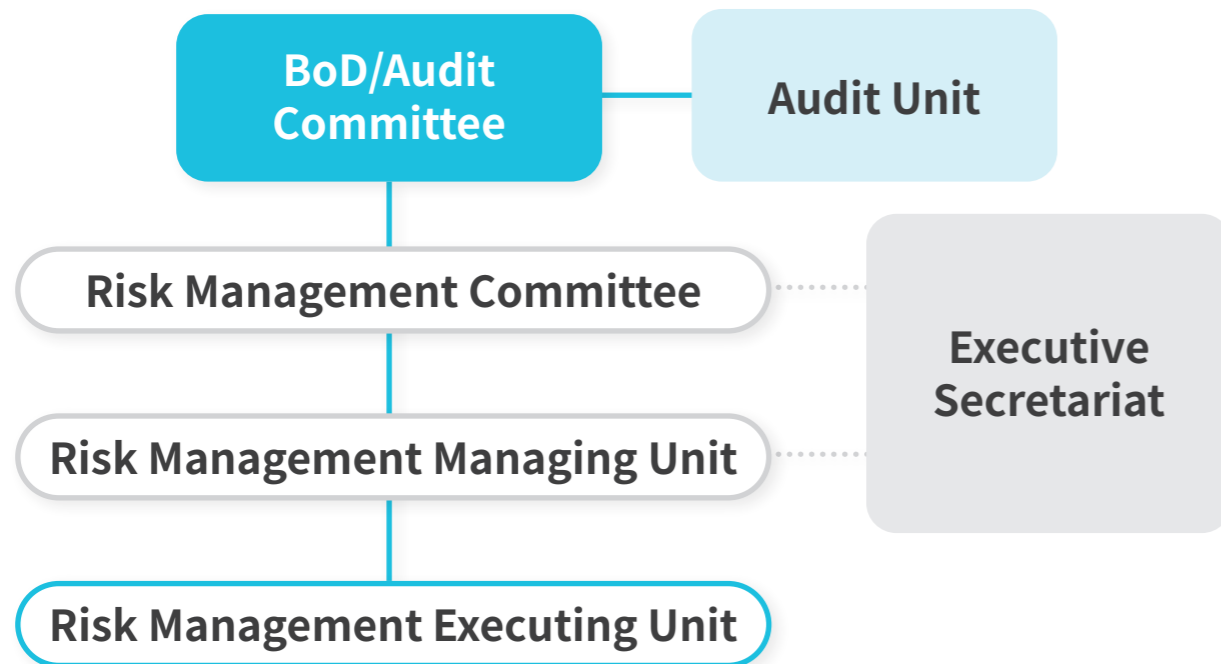 BoD/Audit
Committee
Audit Unit
Risk Management Committee
Executive
Secretariat
Risk Management Managing Unit
Risk Management Executing Unit